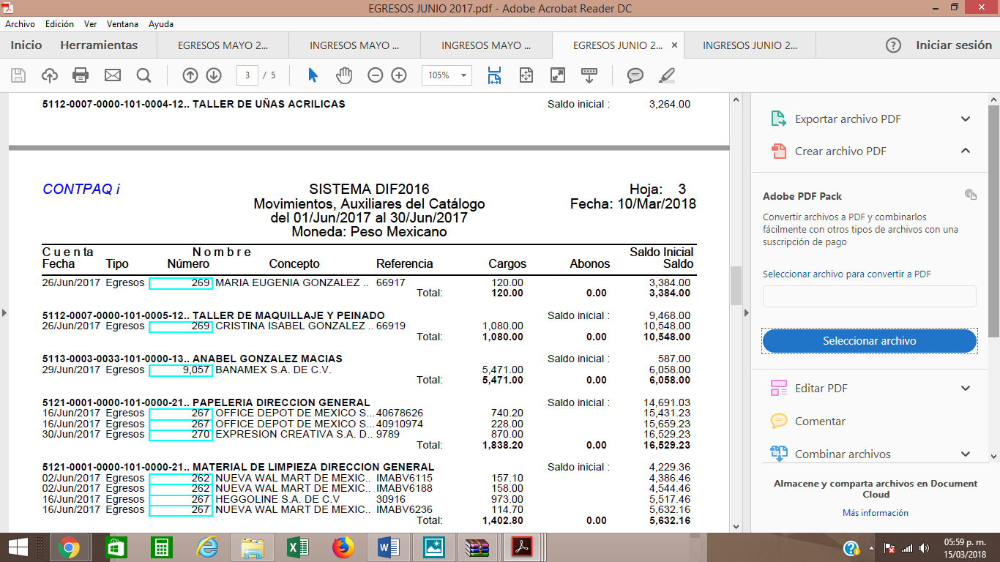 EGRESOS JUNIO 2017.pdf - Adobe Acrobat Reader DC
Archivo Edición Ver Ventana Ayuda
Inicio Herramientas EGRESOS MAYO 2... INGRESOS MAYO ... INGRESOS MAYO ... EGRESOS JUNIO 2... × INGRESOS JUNIO 2... Iniciar sesión
3 / 5 105%
5112-0007-0000-101-0004-12.. TALLER DE UÑAS ACRILICAS Saldo inicial : 3,264.00
CONTPAQ i SISTEMA DIF2016 Hoja: 3
Movimientos, Auxiliares del Catálogo Fecha: 10/Mar/2018
del 01/Jun/2017 al 30/Jun/2017
Moneda: Peso Mexicano
C u e n t a N o m b r e Saldo Inicial
Fecha Tipo Número Concepto Referencia Cargos Abonos Saldo
26/Jun/2017 Egresos 269 MARIA EUGENIA GONZALEZ .. 66917 120.00 3,384.00
Total: 120.00 0.00 3,384.00
5112-0007-0000-101-0005-12.. TALLER DE MAQUILLAJE Y PEINADO Saldo inicial : 9,468.00
26/Jun/2017 Egresos 269 CRISTINA ISABEL GONZALEZ .. 66919 1,080.00 10,548.00
Total: 1,080.00 0.00 10,548.00
5113-0003-0033-101-0000-13.. ANABEL GONZALEZ MACIAS Saldo inicial : 587.00
29/Jun/2017 Egresos 9,057 BANAMEX S.A. DE C.V. 5,471.00 6,058.00
Total: 5,471.00 0.00 6,058.00
5121-0001-0000-101-0000-21.. PAPELERIA DIRECCION GENERAL Saldo inicial : 14,691.03
16/Jun/2017 Egresos 267 OFFICE DEPOT DE MEXICO S... 40678626 740.20 15,431.23
16/Jun/2017 Egresos 267 OFFICE DEPOT DE MEXICO S... 40910974 228.00 15,659.23
30/Jun/2017 Egresos 270 EXPRESION CREATIVA S.A. D.. 9789 870.00 16,529.23
Total: 1,838.20 0.00 16,529.23
5121-0001-0000-101-0000-21.. MATERIAL DE LIMPIEZA DIRECCION GENERAL Saldo inicial : 4,229.36
02/Jun/2017 Egresos 262 NUEVA WAL MART DE MEXIC.. IMABV6115 157.10 4,386.46
02/Jun/2017 Egresos 262 NUEVA WAL MART DE MEXIC.. IMABV6188 158.00 4,544.46
16/Jun/2017 Egresos 267 HEGGOLINE S.A. DE C.V 30916 973.00 5,517.46
16/Jun/2017 Egresos 267 NUEVA WAL MART DE MEXIC.. IMABV6236 114.70 5,632.16
Total: 1,402.80 0.00 5,632.16
Exportar archivo PDF
Crear archivo PDF
Adobe PDF Pack
Convertir archivos a PDF y combinarlos
fácilmente con otros tipos de archivos con una
suscripción de pago
Seleccionar archivo para convertir a PDF
Seleccionar archivo
Editar PDF
Comentar
Combinar archivos
Almacene y comparta archivos en Document
Cloud
Más información
05:59 p. m.
15/03/2018